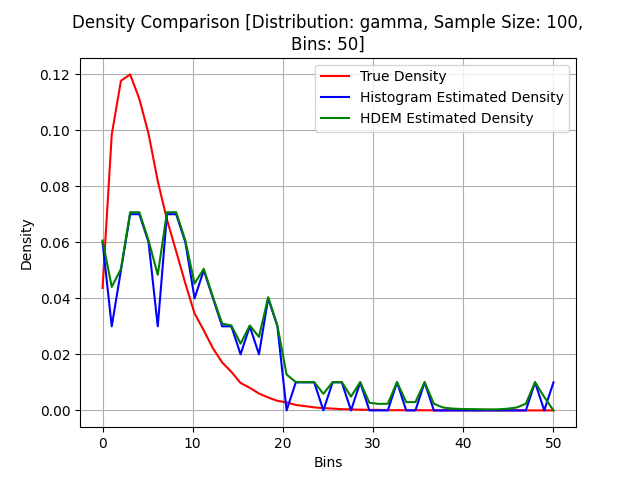 Density Comparison [Distribution: gamma, Sample Size: 100,
Bins: 50]
True Density
Histogram Estimated Density
HDEM Estimated Density
Density
0.12
0.10
0.08
0.06
0.04
0.02
0.00
0 10 20 30 40 50
Bins